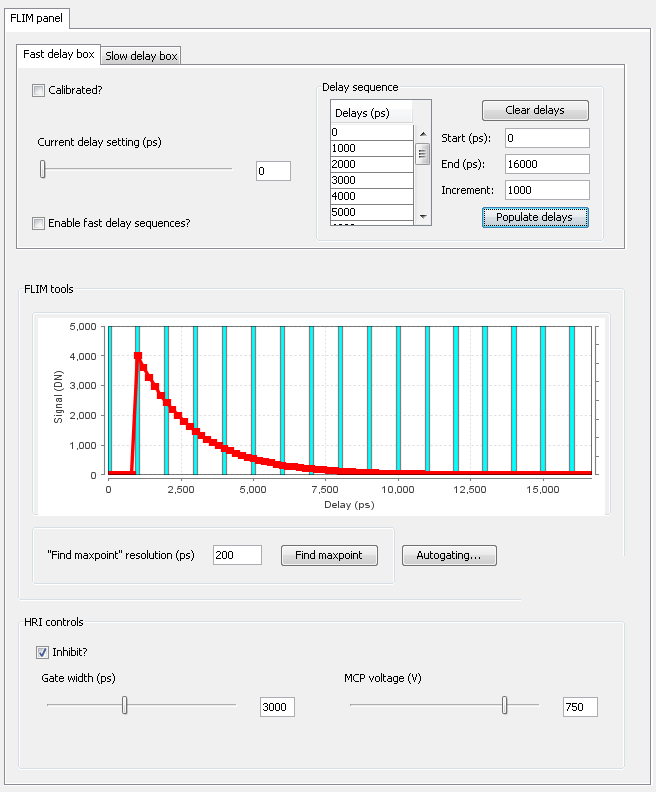 FLIM panel
Fast delay box
Slow delay box
Calibrated?
Current delay setting (ps)
0
Enable fast delay sequences?
Delay sequence
Delays (ps)
0
1000
2000
3000
4000
5000
Clear delays
Start (ps):
0
End (ps):
16000
Increment:
1000
Populate delays
FLIM tools
Signal (DN)
5,000
4,000
3,000
2,000
1,000
0
0 2,500 5,000 7,500 10,000 12,500 15,000
Delay (ps)
"Find maxpoint" resolution (ps)
200
Find maxpoint
Autogating...
HRI controls
Inhibit?
Gate width (ps)
3000
MCP voltage (V)
750